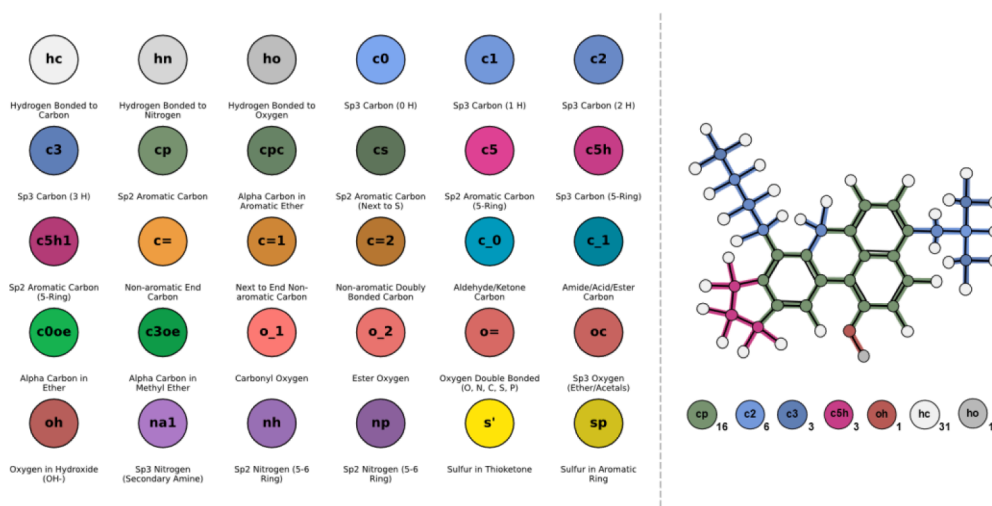 hc hn ho c0 c1 c2
Hydrogen Bonded to Carbon
Hydrogen Bonded to Nitrogen
Hydrogen Bonded to Oxygen
Sp3 Carbon (0 H)
Sp3 Carbon (1 H)
Sp3 Carbon (2 H)
c3 cp cpc cs c5 c5h
Sp3 Carbon (3 H)
Sp2 Aromatic Carbon
Alpha Carbon in
Aromatic Ether
Sp2 Aromatic Carbon
(Next to S)
Sp2 Aromatic Carbon
(5-Ring)
Sp3 Carbon (5-Ring)
c5h1 c= c=1 c=2 c_0 c_1
Sp2 Aromatic Carbon
(5-Ring)
Non-aromatic End
Carbon
Next to End Non-
aromatic Carbon
Non-aromatic Doubly
Bonded Carbon
Aldehyde/Ketone
Carbon
Amide/Acid/Ester
Carbon
c0oe c3oe o_1 o_2 o= oc
Alpha Carbon in
Ether
Alpha Carbon in
Methyl Ether
Carbonyl Oxygen
Ester Oxygen
Oxygen Double Bonded
(O, N, C, S, P)
Sp3 Oxygen
(Ether/Acetals)
oh na1 nh np s' sp
Oxygen in Hydroxide
(OH-)
Sp3 Nitrogen
(Secondary Amine)
Sp2 Nitrogen (5-6
Ring)
Sp2 Nitrogen (5-6
Ring)
Sulfur in Thioketone
Sulfur in Aromatic
Ring
cp 16 c2 6 c3 3 c5h 3 oh 1 hc 31 ho 1